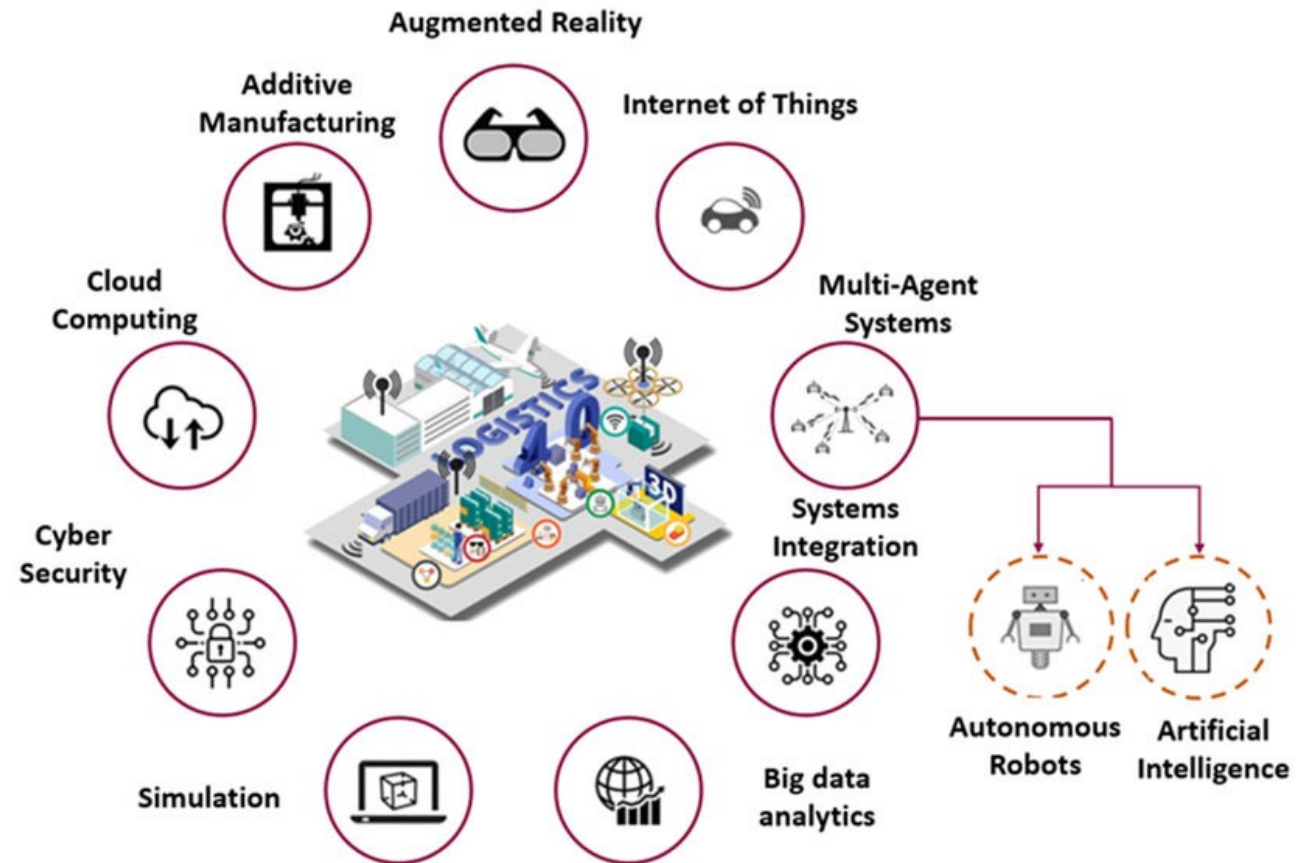 Augmented Reality
Additive
Manufacturing
Internet of Things
Cloud
Computing
Multi-Agent
Systems
LOGISTICS
4.0
3D
Cyber
Security
Systems
Integration
Autonomous
Robots
Artificial
Intelligence
Simulation
Big data
analytics